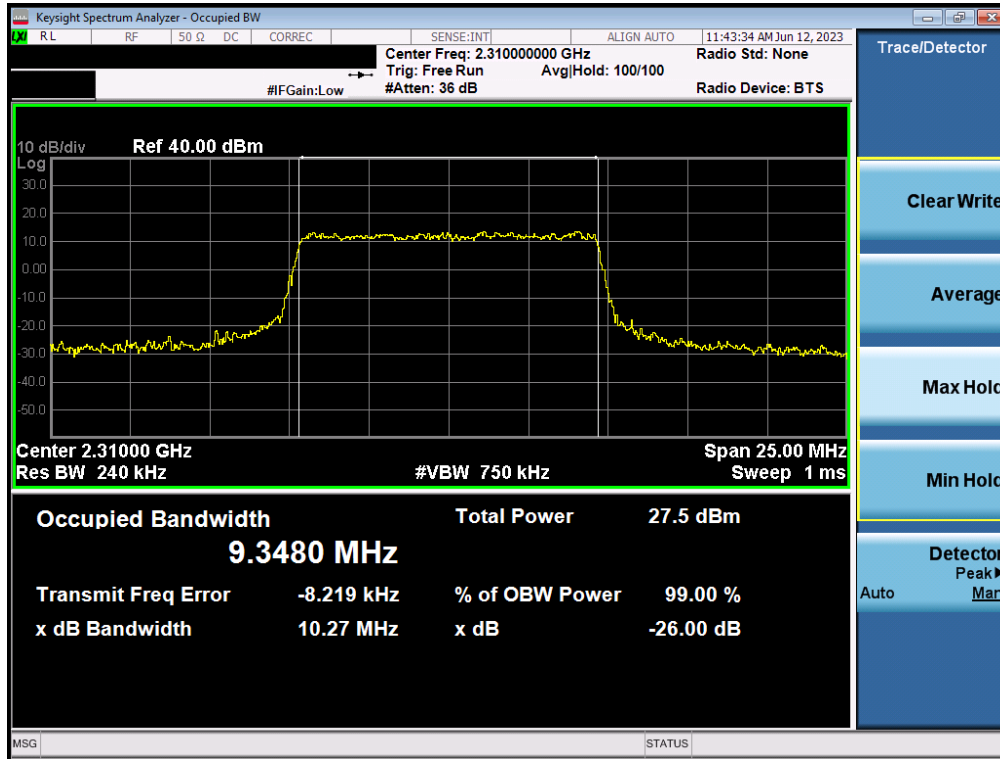 Keysight Spectrum Analyzer - Occupied BW
LXI RL RF 50 Ω DC CORREC SENSE:INT ALIGN AUTO 11:43:34 AM Jun 12, 2023
Center Freq: 2.310000000 GHz Radio Std: None
Trig: Free Run Avg|Hold: 100/100
#IFGain:Low #Atten: 36 dB Radio Device: BTS
Trace/Detector
10 dB/div Ref 40.00 dBm
Log
30.0
20.0
10.0
0.00
-10.0
-20.0
-30.0
-40.0
-50.0
Center 2.31000 GHz Span 25.00 MHz
Res BW 240 kHz #VBW 750 kHz Sweep 1 ms
Occupied Bandwidth Total Power 27.5 dBm
9.3480 MHz
Transmit Freq Error -8.219 kHz % of OBW Power 99.00 %
x dB Bandwidth 10.27 MHz x dB -26.00 dB
Clear Write
Average
Max Hold
Min Hold
Detector
Peak▶
Auto Man
MSG STATUS